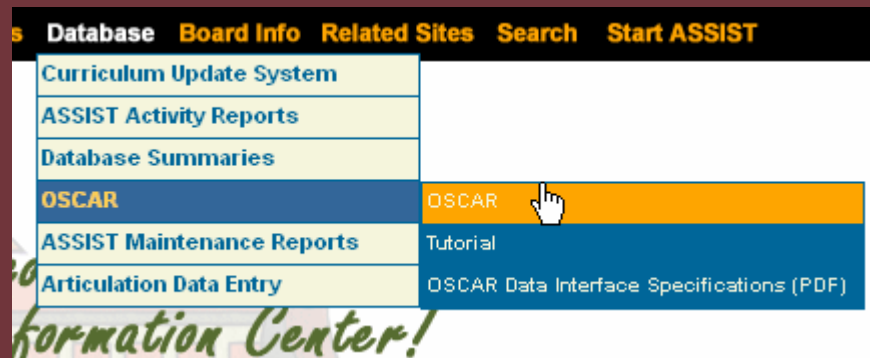 s Database Board Info Related Sites Search Start ASSIST
Curriculum Update System
ASSIST Activity Reports
Database Summaries
OSCAR OSCAR
ASSIST Maintenance Reports Tutorial
Articulation Data Entry OSCAR Data Interface Specifications (PDF)
formation Center!